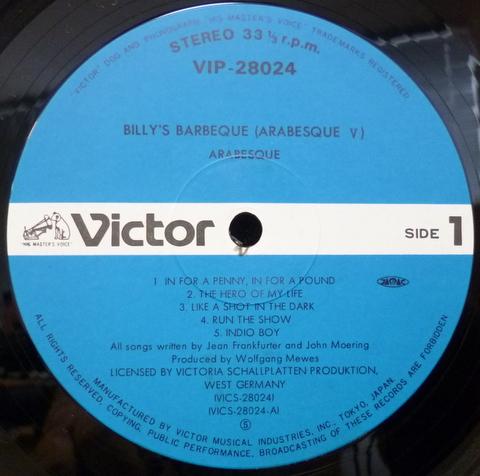 "VICTOR" DOG AND PHONOGRAPH "HIS MASTER'S VOICE" TRADEMARKS REGISTERED
STEREO 33 1/3 r.p.m.
VIP-28024
BILLY'S BARBEQUE (ARABESQUE V)
ARABESQUE
"HIS MASTER'S VOICE"
Victor
SIDE 1
1 IN FOR A PENNY, IN FOR A POUND
2. THE HERO OF MY LIFE
3. LIKE A SHOT IN THE DARK
4. RUN THE SHOW
5. INDIO BOY
JASRAC
All songs written by Jean Frankfurter and John Moering
Produced by Wolfgang Mewes
LICENSED BY VICTORIA SCHALLPLATTEN PRODUKTION,
WEST GERMANY
(VICS-28024)
(VICS-28024-A)
S
MANUFACTURED BY VICTOR MUSICAL INDUSTRIES, INC., TOKYO, JAPAN
ALL RIGHTS RESERVED, COPYING, PUBLIC PERFORMANCE, BROADCASTING OF THESE RECORDS ARE FORBIDDEN